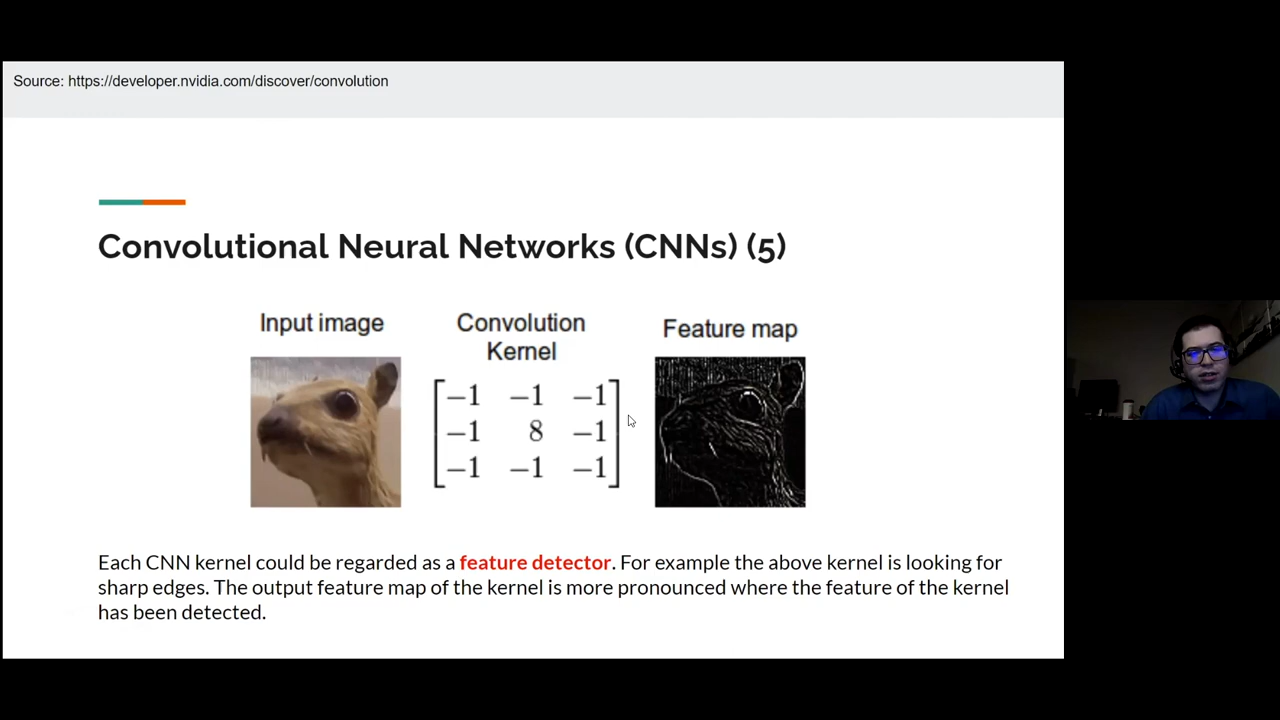 Source: https://developer.nvidia.com/discover/convolution
Convolutional Neural Networks (CNNs) (5)
Input image
Convolution
Kernel
Feature map
−1 −1 −1
−1 8 −1
−1 −1 −1
Each CNN kernel could be regarded as a feature detector. For example the above kernel is looking for
sharp edges. The output feature map of the kernel is more pronounced where the feature of the kernel
has been detected.